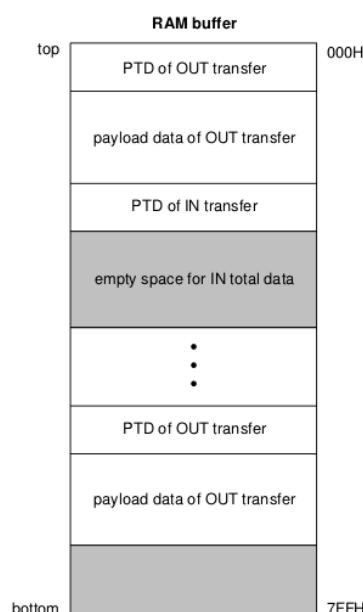 RAM buffer
top
000H
PTD of OUT transfer
payload data of OUT transfer
PTD of IN transfer
empty space for IN total data
PTD of OUT transfer
payload data of OUT transfer
bottom
7FFH